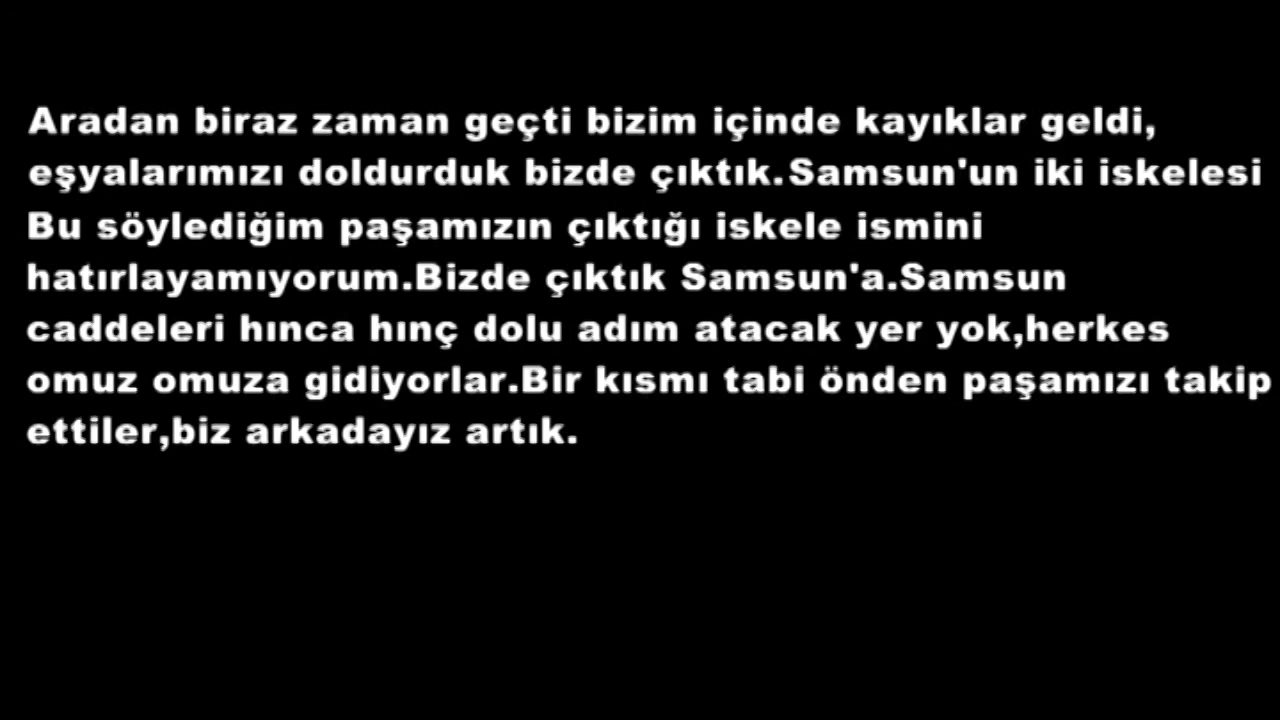 Aradan biraz zaman geçti bizim içinde kayıklar geldi,
eşyalarımızı doldurduk bizde çıktık.Samsun'un iki iskelesi
Bu söylediğim paşamızın çıktığı iskele ismini
hatırlayamıyorum.Bizde çıktık Samsun'a.Samsun
caddeleri hınca hınç dolu adım atacak yer yok,herkes
omuz omuza gidiyorlar.Bir kısmı tabi önden paşamızı takip
ettiler,biz arkadayız artık.